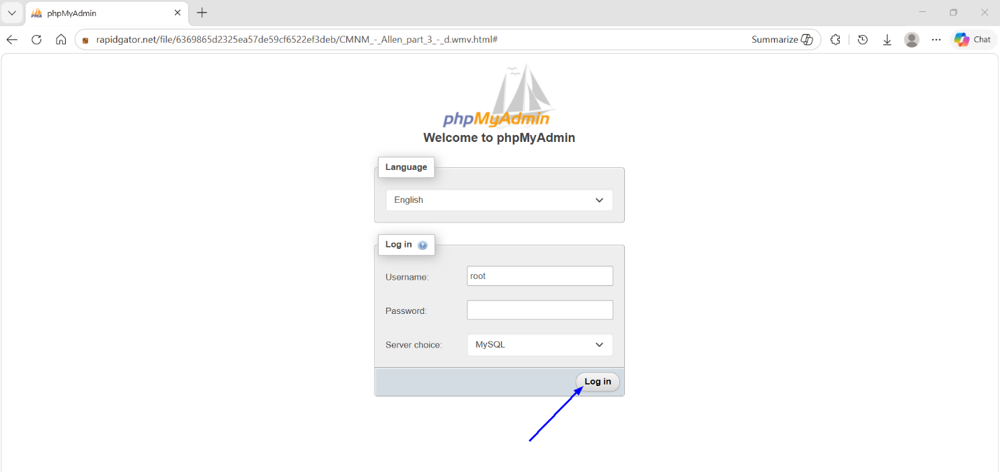 phpMyAdmin
rapidgator.net/file/6369865d2325ea57de59cf6522ef3deb/CMNM_-_Allen_part_3_-_d.wmv.html#
Summarize
Chat
phpMyAdmin
Welcome to phpMyAdmin
Language
English
Log in
Username:
root
Password:
Server choice:
MySQL
Log in